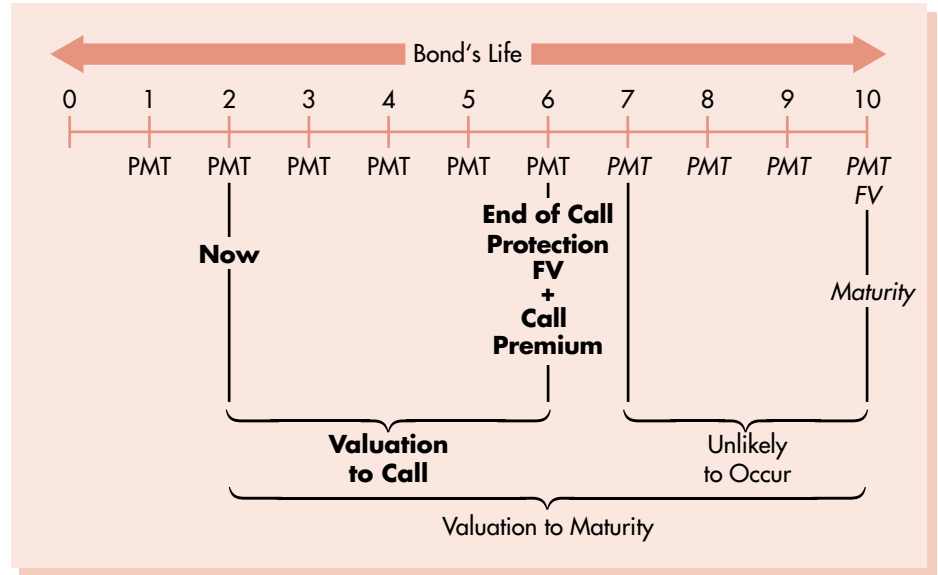 Bond‘s Life
0 1 2 3 4 5 6 7 8 9 10
PMT PMT PMT PMT PMT PMT PMT PMT PMT PMT
FV
Now
End of Call
Protection
FV
+
Call
Premium
Maturity
Valuation
to Call
Unlikely
to Occur
Valuation to Maturity